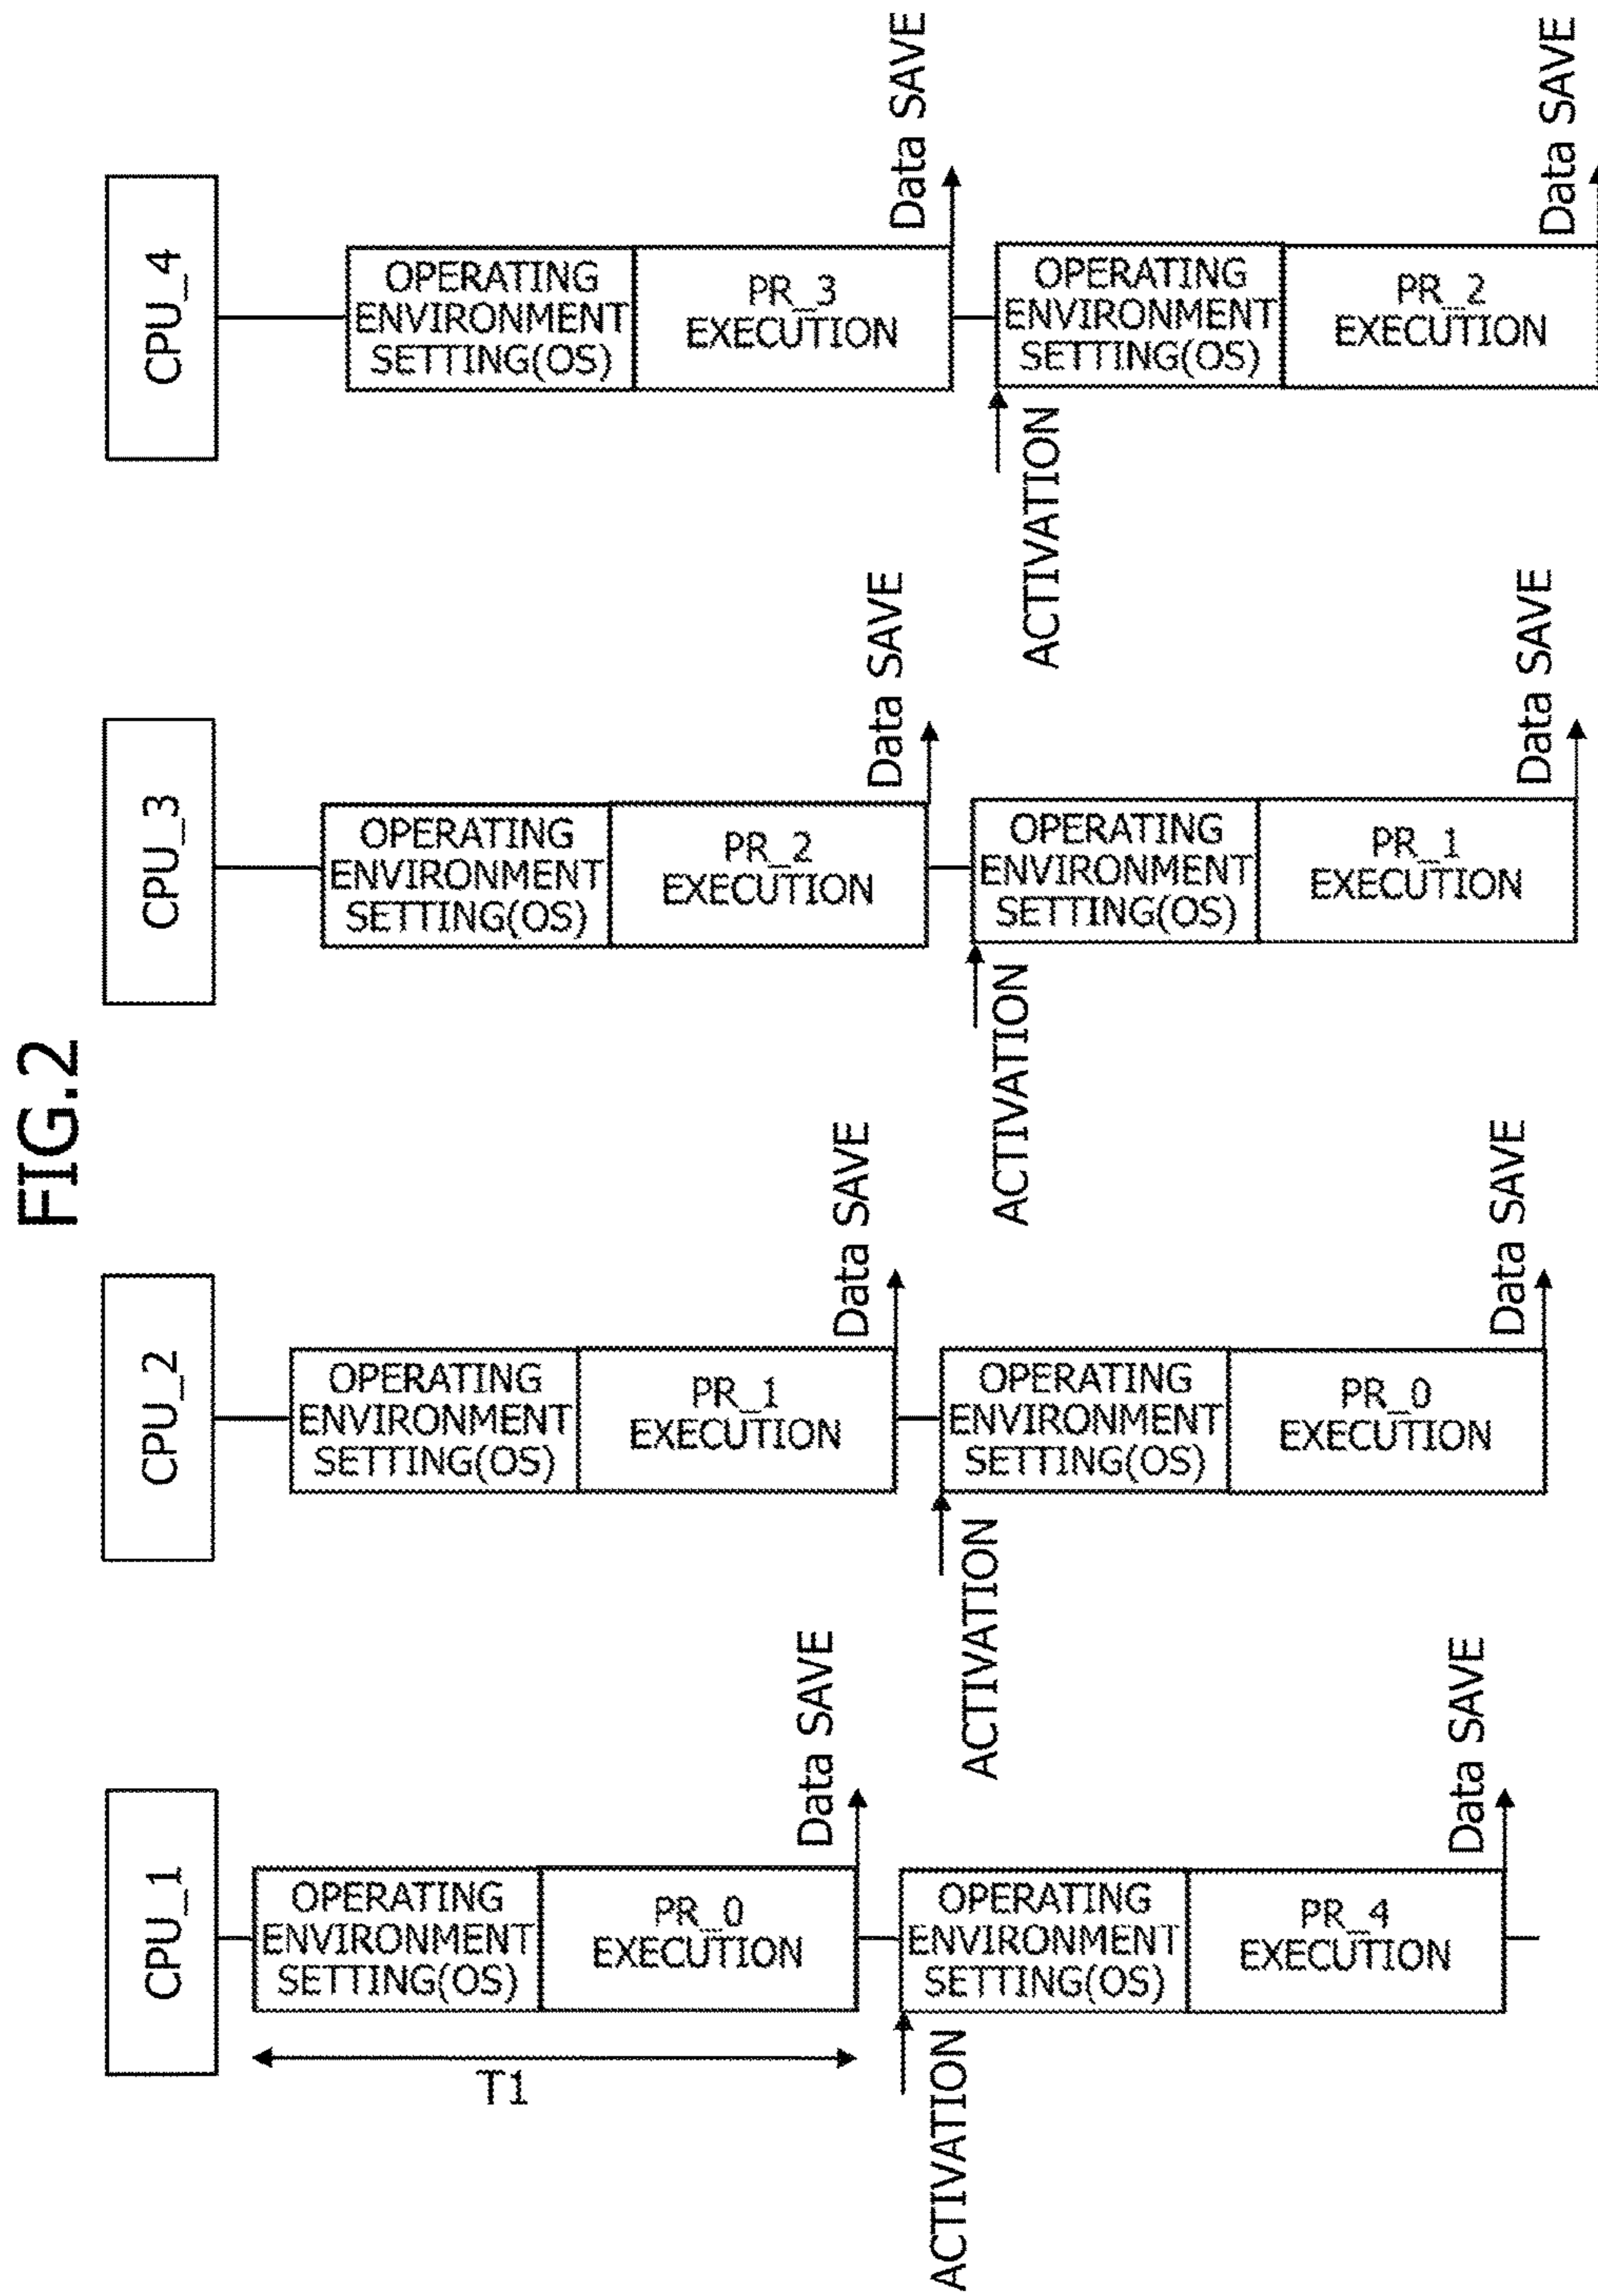 FIG.2
CPU_1
CPU_2
CPU_3
CPU_4
T1
OPERATING
ENVIRONMENT
SETTING(OS)
PR_0
EXECUTION
Data SAVE
OPERATING
ENVIRONMENT
SETTING(OS)
PR_1
EXECUTION
Data SAVE
OPERATING
ENVIRONMENT
SETTING(OS)
PR_2
EXECUTION
Data SAVE
OPERATING
ENVIRONMENT
SETTING(OS)
PR_3
EXECUTION
Data SAVE
ACTIVATION
OPERATING
ENVIRONMENT
SETTING(OS)
PR_4
EXECUTION
Data SAVE
ACTIVATION
OPERATING
ENVIRONMENT
SETTING(OS)
PR_0
EXECUTION
Data SAVE
ACTIVATION
OPERATING
ENVIRONMENT
SETTING(OS)
PR_1
EXECUTION
Data SAVE
ACTIVATION
OPERATING
ENVIRONMENT
SETTING(OS)
PR_2
EXECUTION
Data SAVE